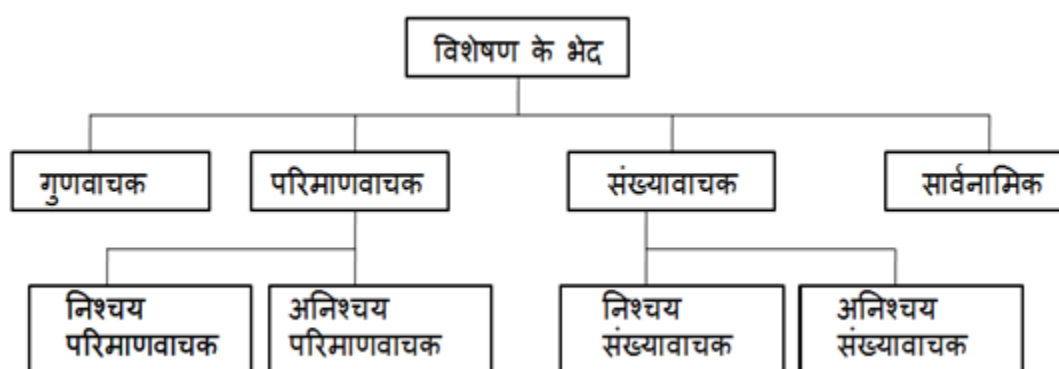 विशेषण के भेद
गुणवाचक
परिमाणवाचक
संख्यावाचक
सार्वनामिक
निश्चय
परिमाणवाचक
अनिश्चय
परिमाणवाचक
निश्चय
संख्यावाचक
अनिश्चय
संख्यावाचक